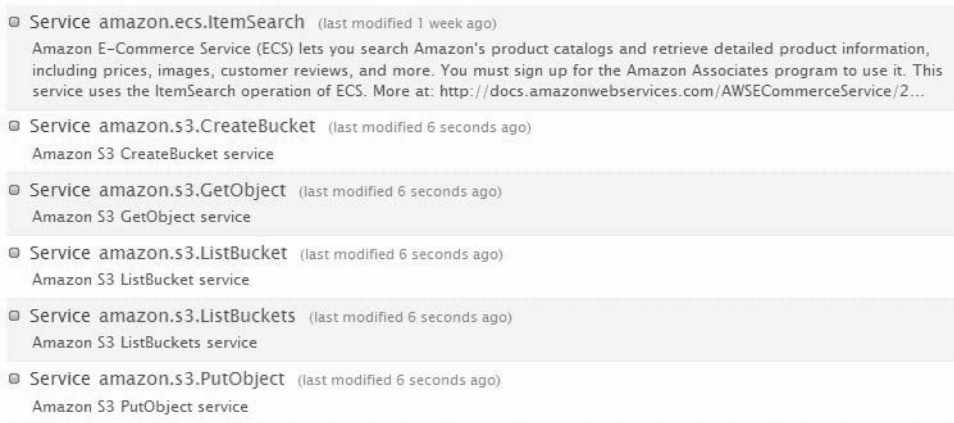 Service amazon.ecs.ItemSearch (last modified 1 week ago)
Amazon E-Commerce Service (ECS) lets you search Amazon's product catalogs and retrieve detailed product information,
including prices, images, customer reviews, and more. You must sign up for the Amazon Associates program to use it. This
service uses the ItemSearch operation of ECS. More at: http://docs.amazonwebservices.com/AWSECommerceService/2...
Service amazon.s3.CreateBucket (last modified 6 seconds ago)
Amazon S3 CreateBucket service
Service amazon.s3.GetObject (last modified 6 seconds ago)
Amazon S3 GetObject service
Service amazon.s3.ListBucket (last modified 6 seconds ago)
Amazon S3 ListBucket service
Service amazon.s3.ListBuckets (last modified 6 seconds ago)
Amazon S3 ListBuckets service
Service amazon.s3.PutObject (last modified 6 seconds ago)
Amazon S3 PutObject service